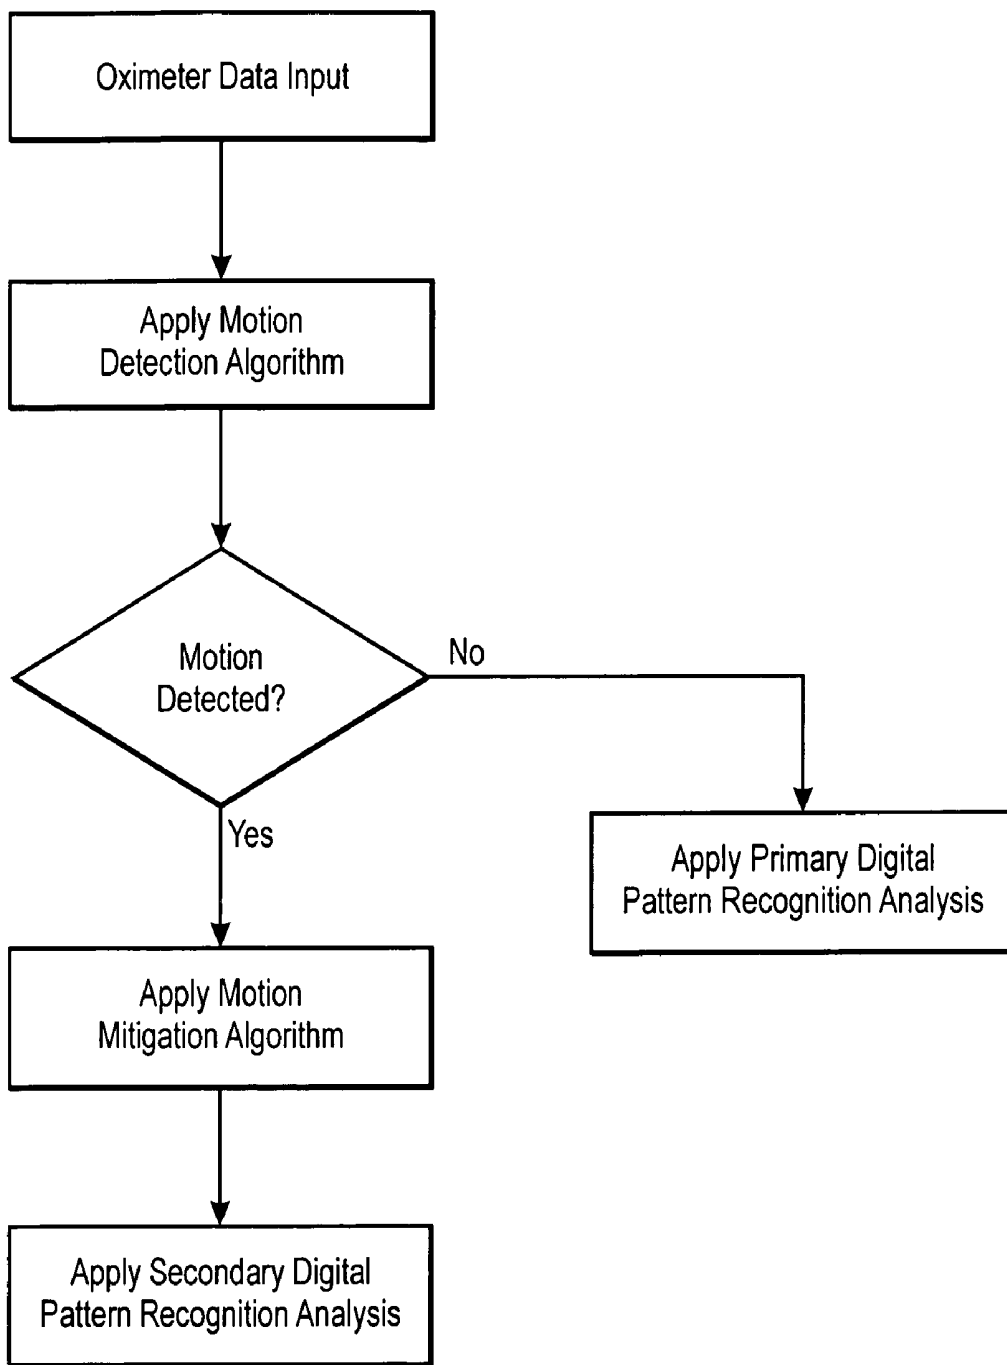 Oximeter Data Input
Apply Motion
Detection Algorithm
Motion
Detected?
No
Yes
Apply Primary Digital
Pattern Recognition Analysis
Apply Motion
Mitigation Algorithm
Apply Secondary Digital
Pattern Recognition Analysis